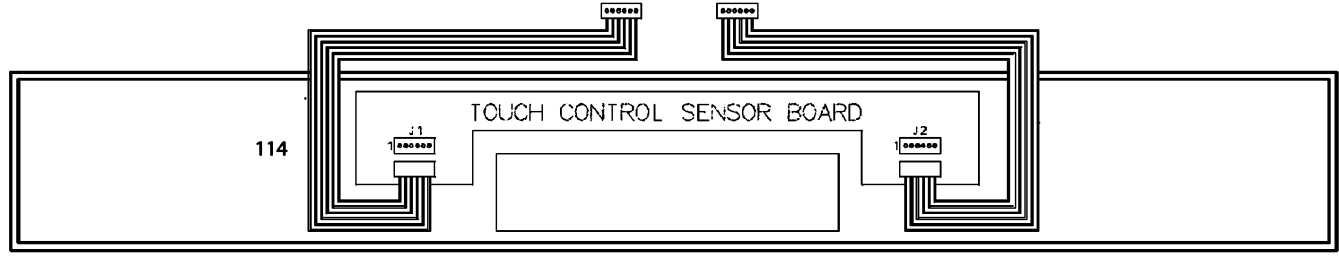 TOUCH CONTROL SENSOR BOARD
J1
J2
1
1
114